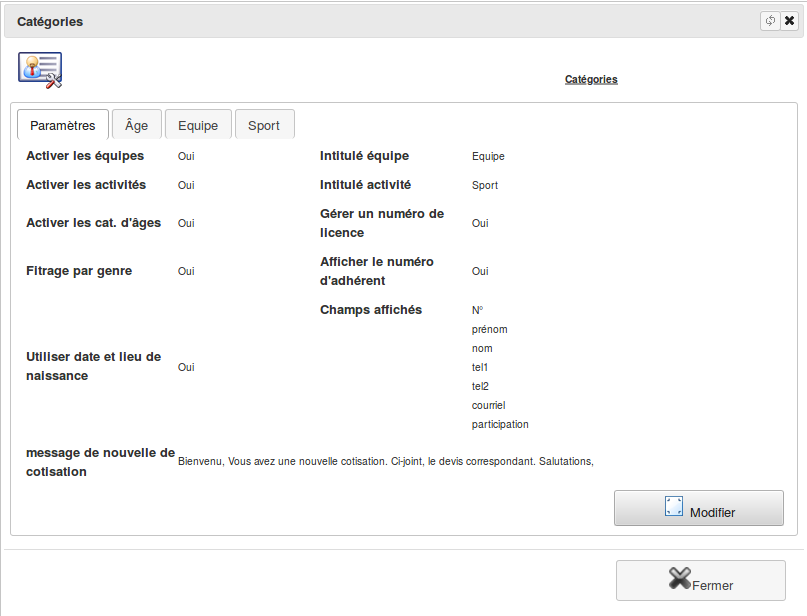 Catégories
Catégories
Paramètres Âge Equipe Sport
Activer les équipes Oui Intitulé équipe Equipe
Activer les activités Oui Intitulé activité Sport
Activer les cat. d'âges Oui Gérer un numéro de
licence Oui
Fitrage par genre Oui Afficher le numéro
d'adhérent Oui
Champs affichés N°
prénom
nom
tel1
tel2
courriel
participation
Utiliser date et lieu de
naissance Oui
message de nouvelle de
cotisation Bienvenu, Vous avez une nouvelle cotisation. Ci-joint, le devis correspondant. Salutations,
Modifier
Fermer